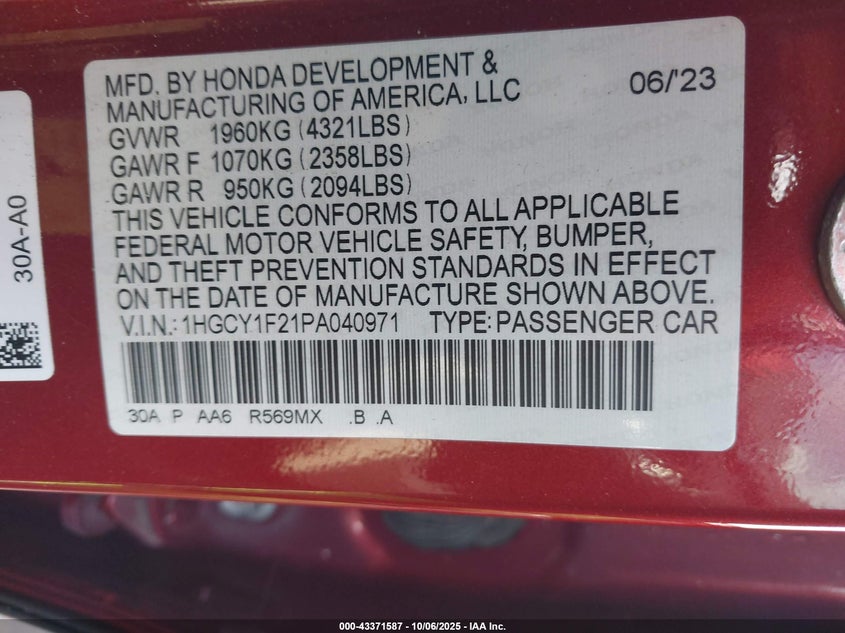 MFD. BY HONDA DEVELOPMENT &
MANUFACTURING OF AMERICA, LLC 06/'23
GVWR 1960KG (4321LBS)
GAWR F 1070KG (2358LBS)
GAWR R 950KG (2094LBS)
THIS VEHICLE CONFORMS TO ALL APPLICABLE
FEDERAL MOTOR VEHICLE SAFETY, BUMPER,
AND THEFT PREVENTION STANDARDS IN EFFECT
ON THE DATE OF MANUFACTURE SHOWN ABOVE.
V.I.N.: 1HGCY1F21PA040971 TYPE: PASSENGER CAR
30A P AA6 R569MX .B .A
30A-A0
000-43371587 - 10/06/2025 - IAA Inc.